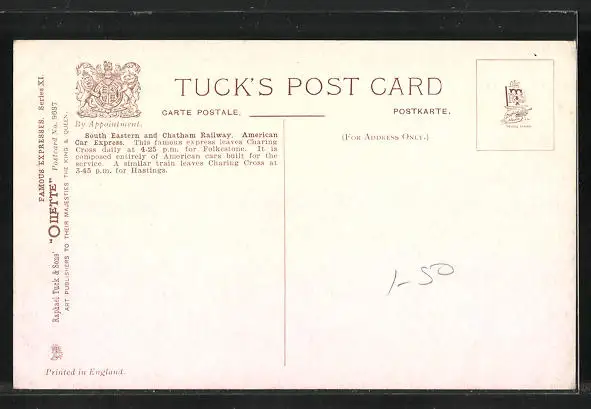 TUCK'S POST CARD
CARTE POSTALE.
POSTKARTE.
By Appointment.
South Eastern and Chatham Railway. American
Car Express. This famous express leaves Charing
Cross daily at 4-25 p.m. for Folkestone. It is
composed entirely of American cars built for the
service. A similar train leaves Charing Cross at
3-45 p.m. for Hastings.
(FOR ADDRESS ONLY.)
1-50
FAMOUS EXPRESSES. Series XI.
Raphael Tuck & Sons' "OILETTE" Postcard No. 9687
ART PUBLISHERS TO THEIR MAJESTIES THE KING & QUEEN.
Printed in England.